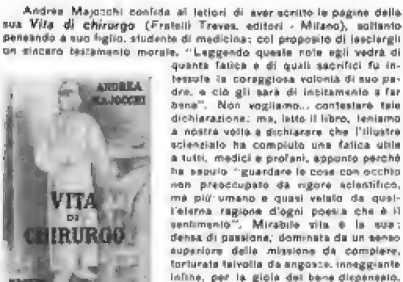 Andrea Majocchi confida ai lettori di aver scritto le pagine della
sua Vita di chirurgo (Fratelli Treves, editori - Milano), soltanto
pensando a suo figlio, studente di medicina; col proposito di lasciargli
un sincero testamento morale. "Leggendo queste note egli vedrà di
quanta fatica e di quali sacrifici fu in-
tessuta la coraggiosa volontà di suo pa-
dre, e ciò gli sarà di incitamento a far
bene". Non vogliamo... contestare tale
dichiarazione; ma, letto il libro, teniamo
a nostra volta a dichiarare che l'illustre
scienziato ha compiuto una fatica utile
a tutti, medici e profani, appunto perchè
ha saputo "guardare le cose con occhio
non preoccupato da rigore scientifico,
ma più umano e quasi velato da quel-
l'eterna ragione d'ogni poesia che è il
sentimento". Mirabile vita è la sua:
densa di passione, dominata da un senso
superiore della missione da compiere,
torturata talvolta da angosce, inneggiante
infine, per la gioia del bene dispensato.
ANDREA
MAJOCCHI
VITA
DI
CHIRURGO